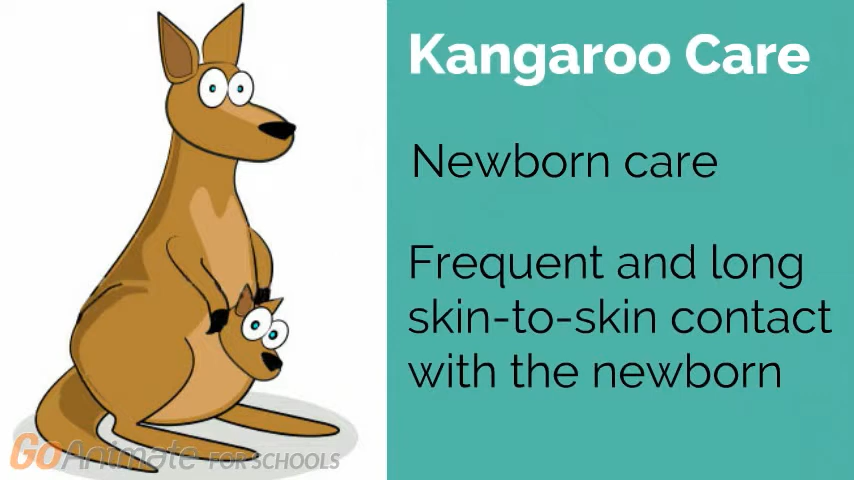 Kangaroo Care
Newborn care
Frequent and long
skin-to-skin contact
with the newborn
GoAnimate FOR SCHOOLS